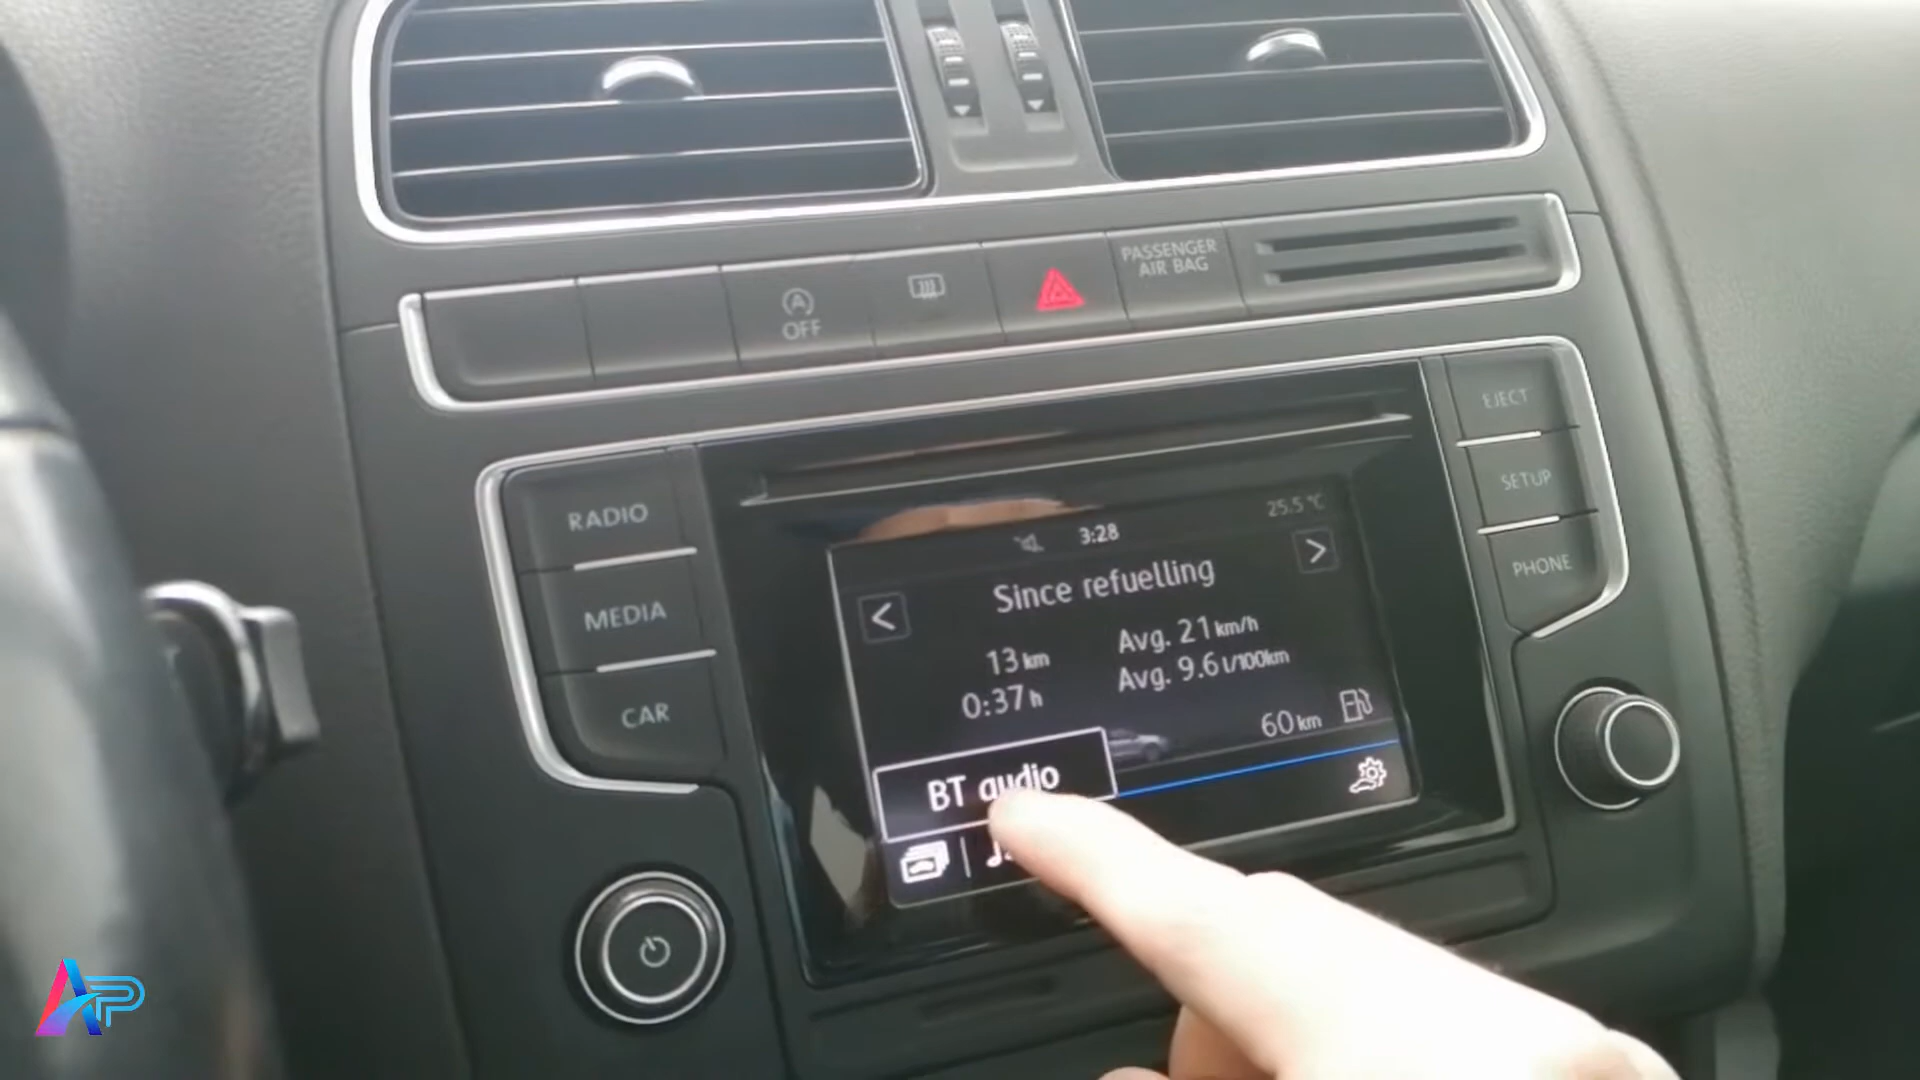 A
OFF
PASSENGER
AIR BAG
EJECT
SETUP
PHONE
RADIO
MEDIA
CAR
3:28
25.5 °C
<
Since refuelling
>
13 km
Avg. 21 km/h
0:37 h
Avg. 9.6 l/100km
60 km
BT audio
AP